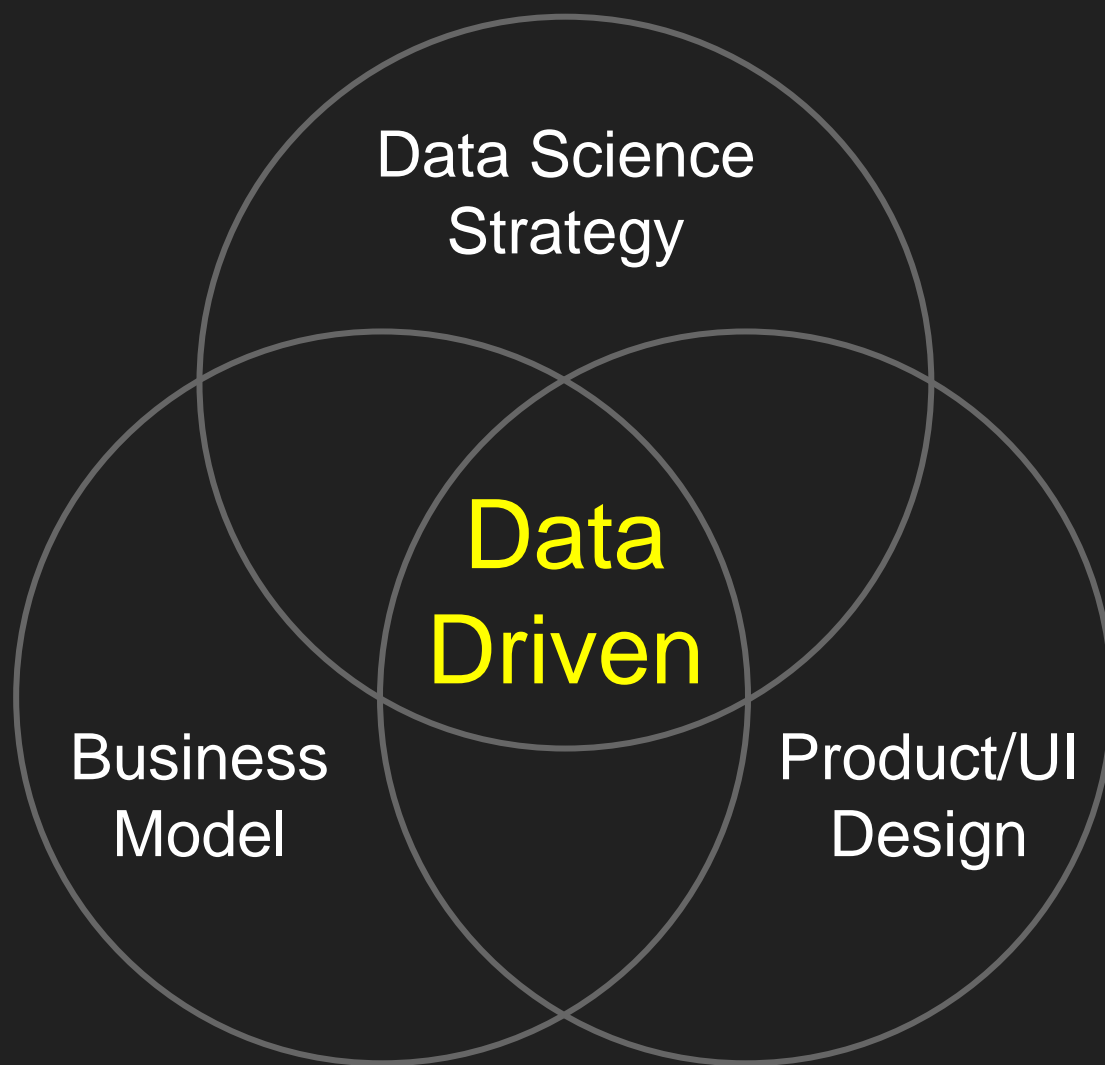 Data Science
Strategy
Data
Driven
Business
Model
Product/UI
Design